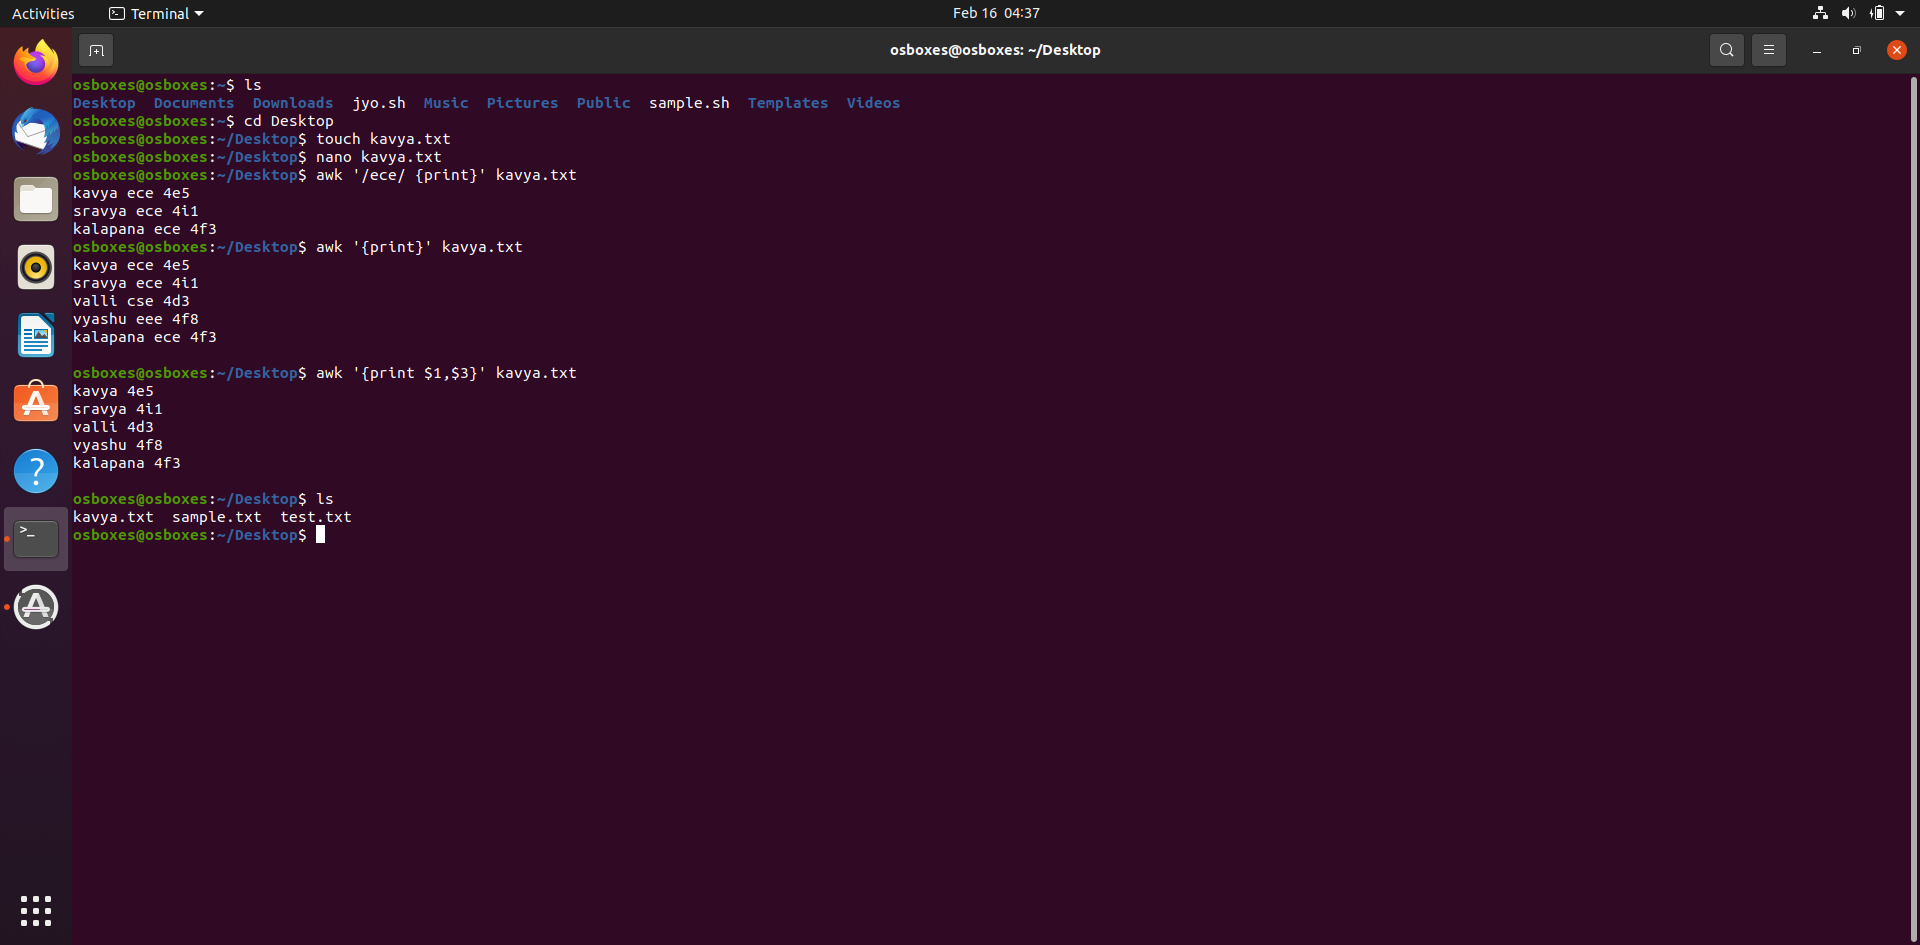 Activities Terminal Feb 16 04:37
osboxes@osboxes: ~/Desktop
osboxes@osboxes:~$ ls
Desktop Documents Downloads jyo.sh Music Pictures Public sample.sh Templates Videos
osboxes@osboxes:~$ cd Desktop
osboxes@osboxes:~/Desktop$ touch kavya.txt
osboxes@osboxes:~/Desktop$ nano kavya.txt
osboxes@osboxes:~/Desktop$ awk '/ece/ {print}' kavya.txt
kavya ece 4e5
sravya ece 4i1
kalapana ece 4f3
osboxes@osboxes:~/Desktop$ awk '{print}' kavya.txt
kavya ece 4e5
sravya ece 4i1
valli cse 4d3
vyashu eee 4f8
kalapana ece 4f3
osboxes@osboxes:~/Desktop$ awk '{print $1,$3}' kavya.txt
kavya 4e5
sravya 4i1
valli 4d3
vyashu 4f8
kalapana 4f3
osboxes@osboxes:~/Desktop$ ls
kavya.txt sample.txt test.txt
osboxes@osboxes:~/Desktop$